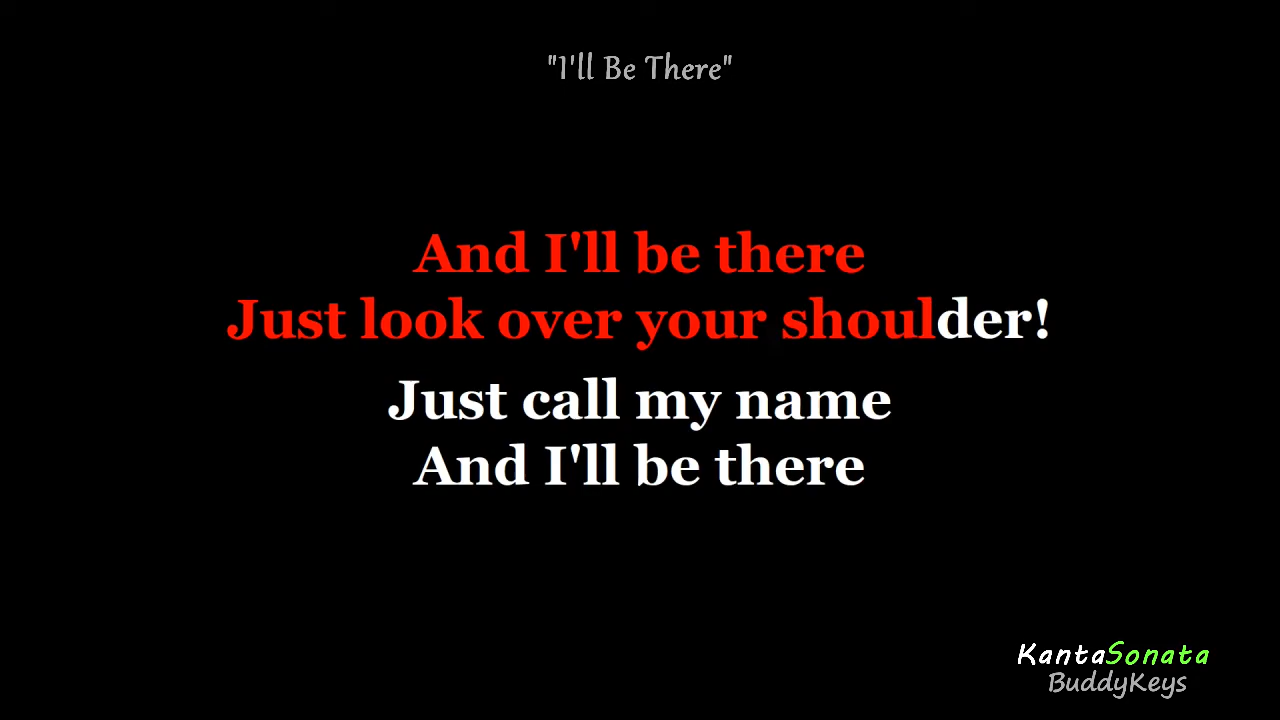 "I'll Be There"
And I'll be there
Just look over your shoulder!
Just call my name
And I'll be there
KantaSonata
BuddyKeys